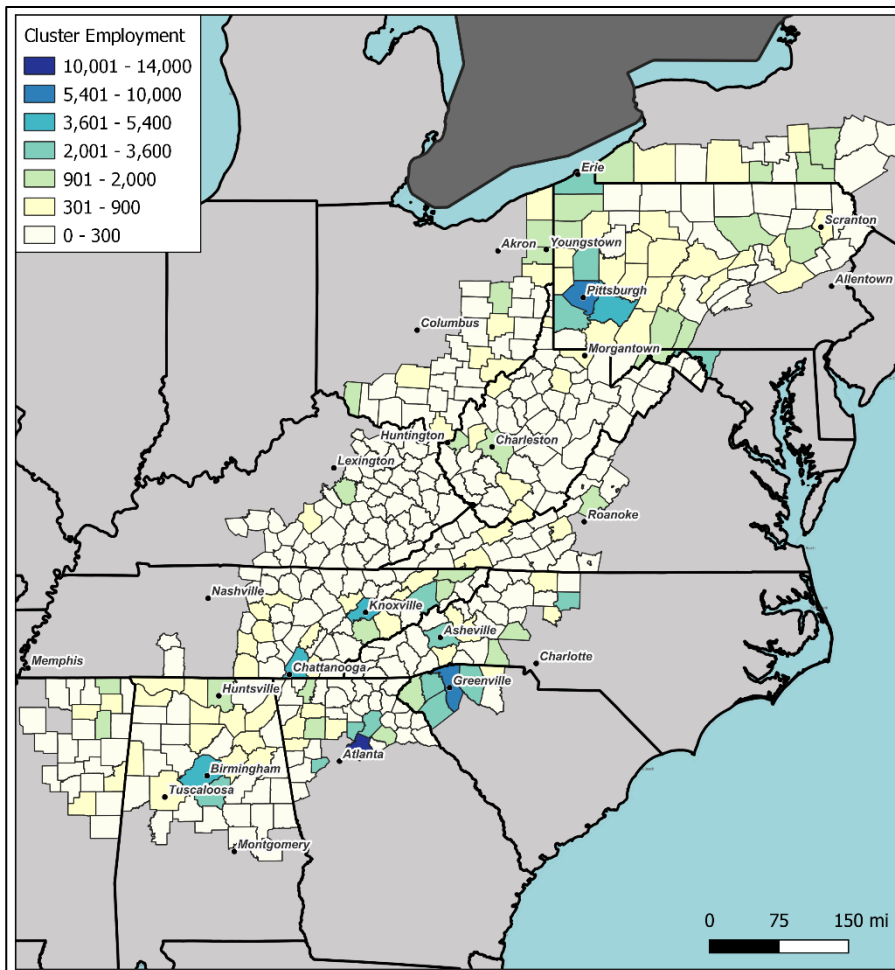 Cluster Employment
10,001 - 14,000
5,401 - 10,000
3,601 - 5,400
2,001 - 3,600
901 - 2,000
301 - 900
0 - 300
Erie
Scranton
Akron
Youngstown
Allentown
Pittsburgh
Columbus
Morgantown
Huntington
Charleston
Lexington
Roanoke
Nashville
Knoxville
Asheville
Memphis
Chattanooga
Charlotte
Huntsville
Greenville
Atlanta
Birmingham
Tuscaloosa
Montgomery
0 75 150 mi